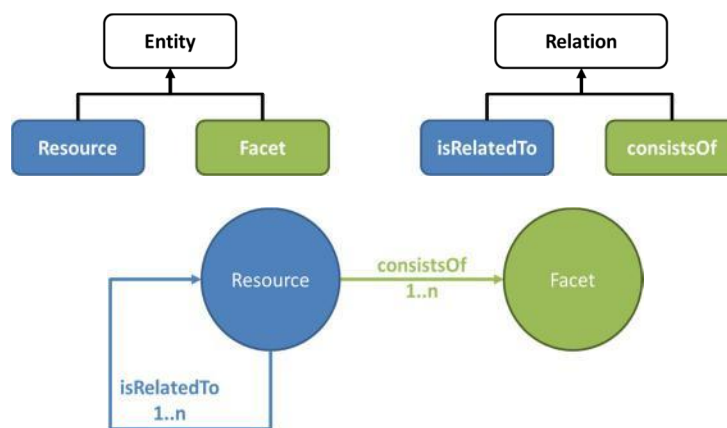 Entity
Relation
Resource
Facet
isRelatedTo
consistsOf
Resource
consistsOf
1..n
Facet
isRelatedTo
1..n